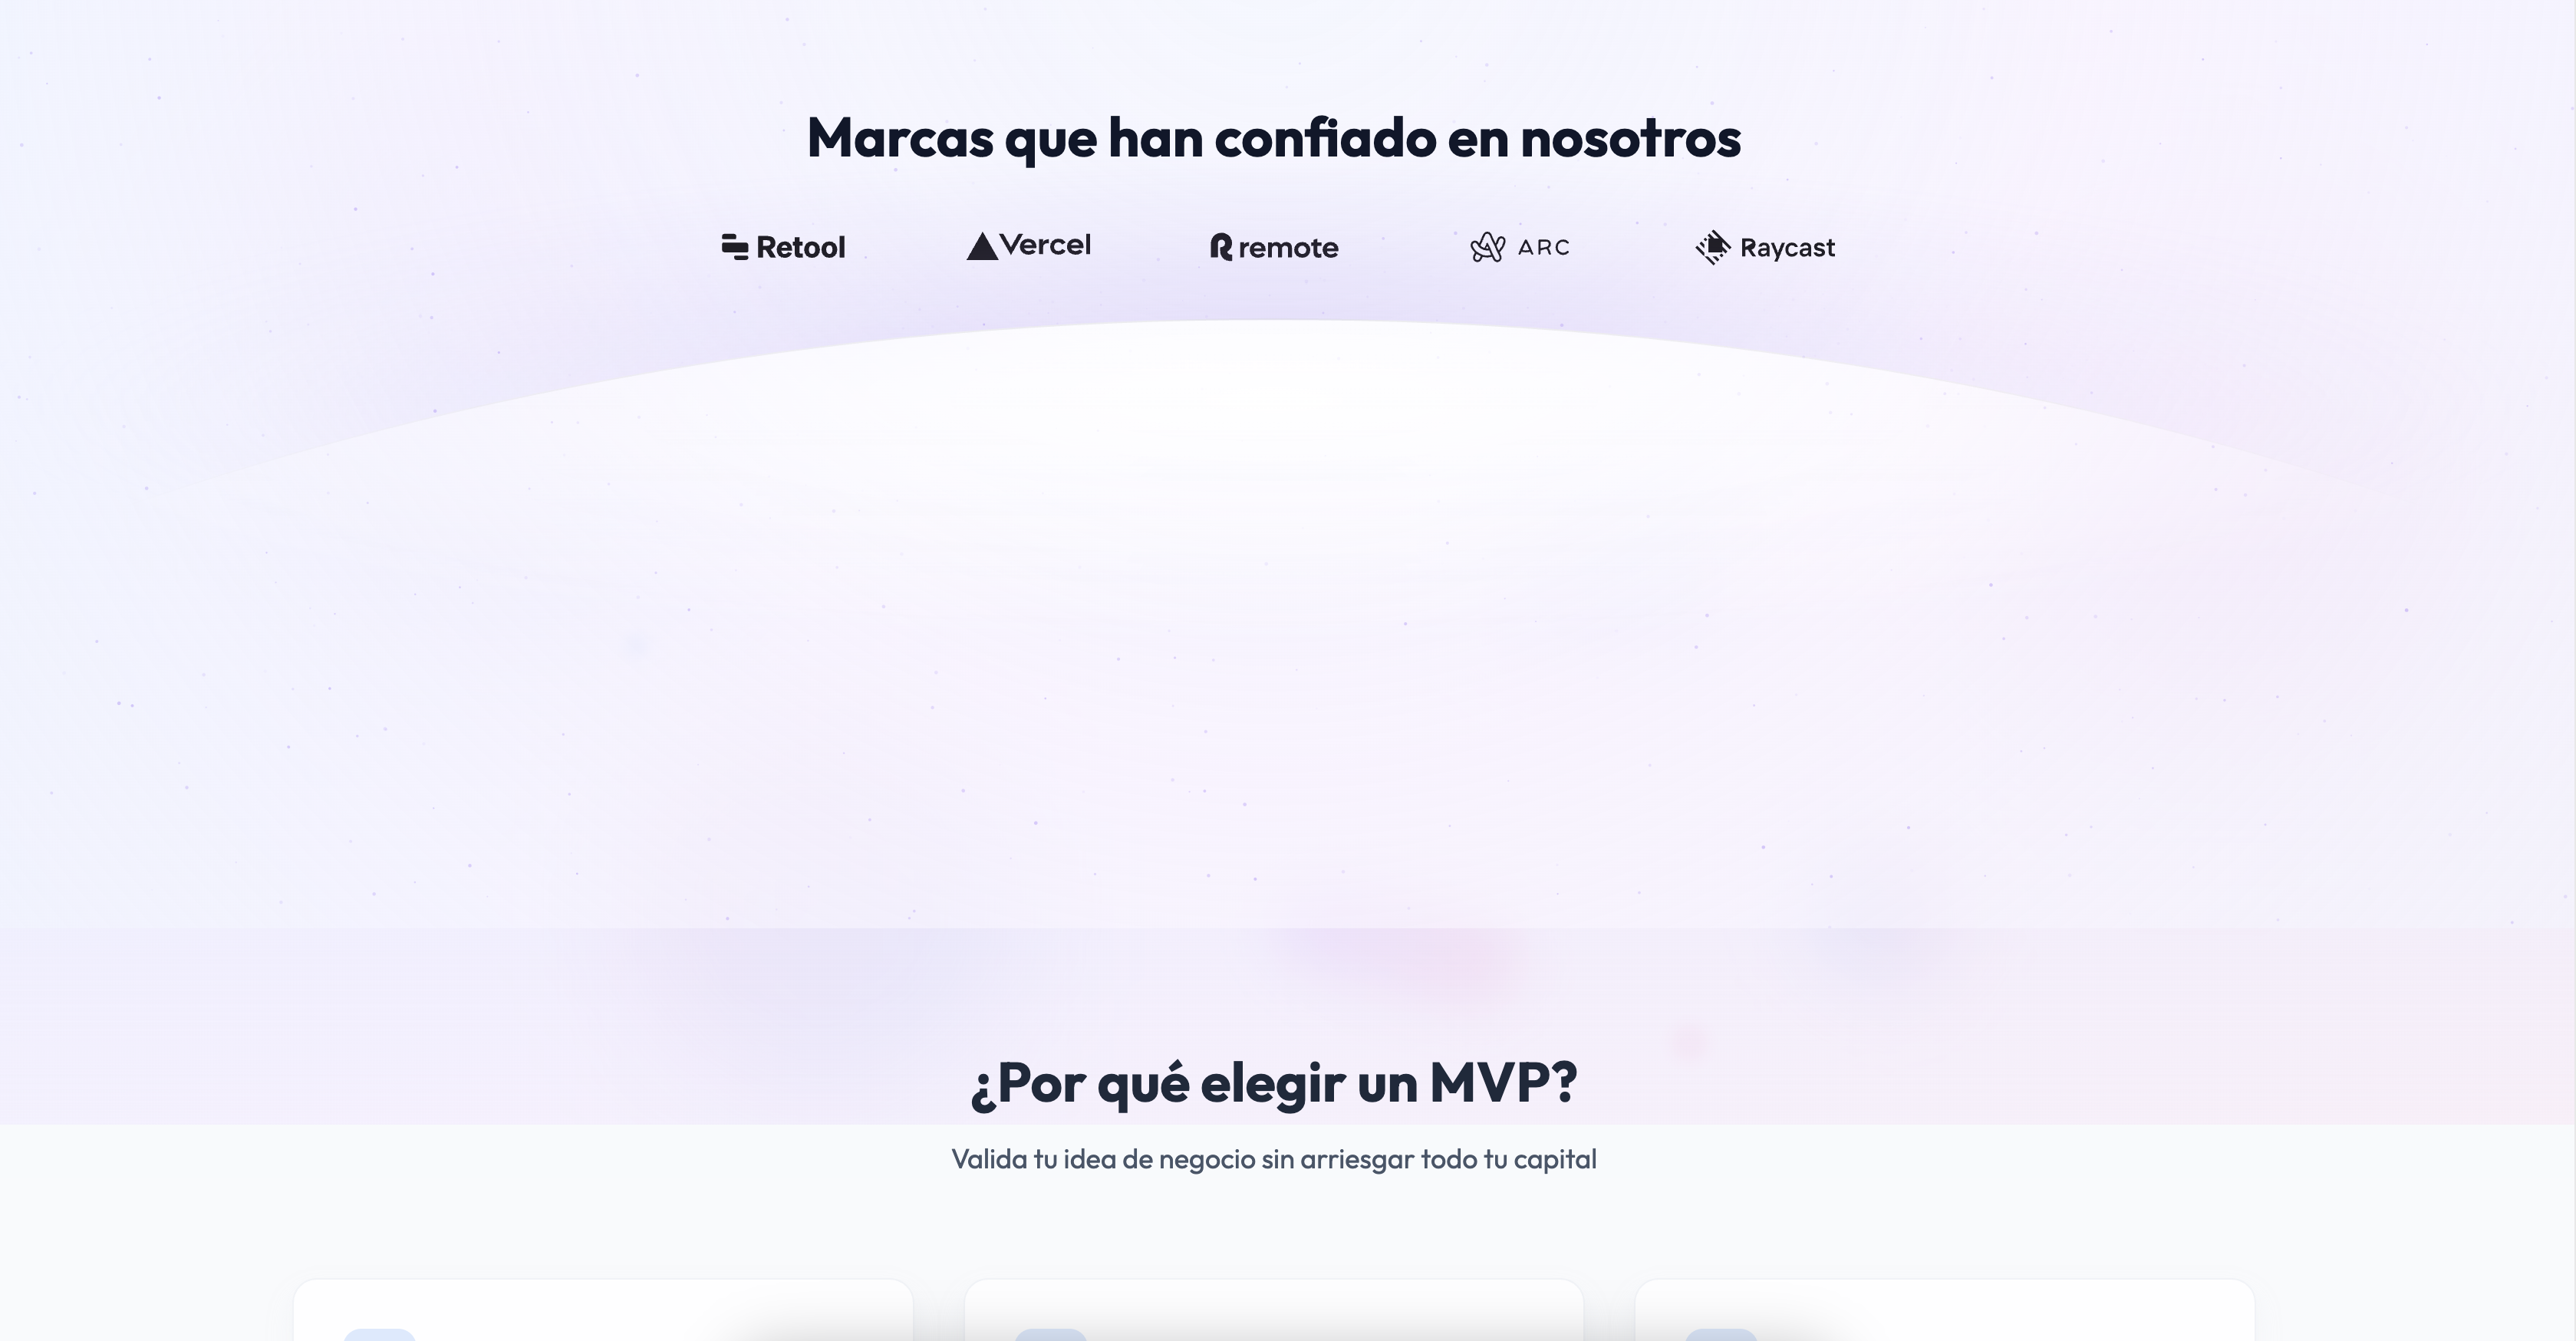 Marcas que han confiado en nosotros
Retool Vercel remote ARC Raycast
¿Por qué elegir un MVP?
Valida tu idea de negocio sin arriesgar todo tu capital